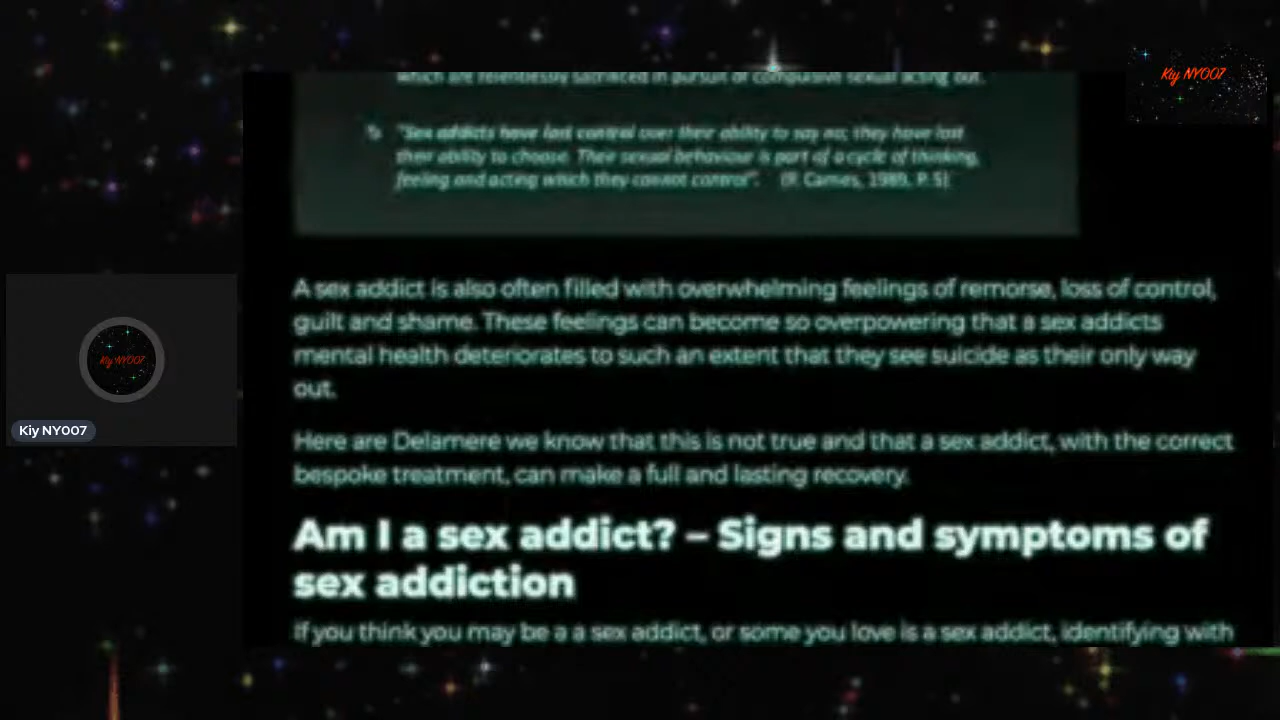 Kiy NY007
which are relentlessly sacrificed in pursuit of compulsive sexual acting out.
"Sex addicts have lost control over their ability to say no; they have lost
their ability to choose. Their sexual behaviour is part of a cycle of thinking,
feeling and acting which they cannot control". (P. Carnes, 1989, P.5)
A sex addict is also often filled with overwhelming feelings of remorse, loss of control,
guilt and shame. These feelings can become so overpowering that a sex addicts
mental health deteriorates to such an extent that they see suicide as their only way
out.
Here are Delamere we know that this is not true and that a sex addict, with the correct
bespoke treatment, can make a full and lasting recovery.
Am I a sex addict? – Signs and symptoms of
sex addiction
If you think you may be a a sex addict, or some you love is a sex addict, identifying with
Kiy NY007
Kiy NY007